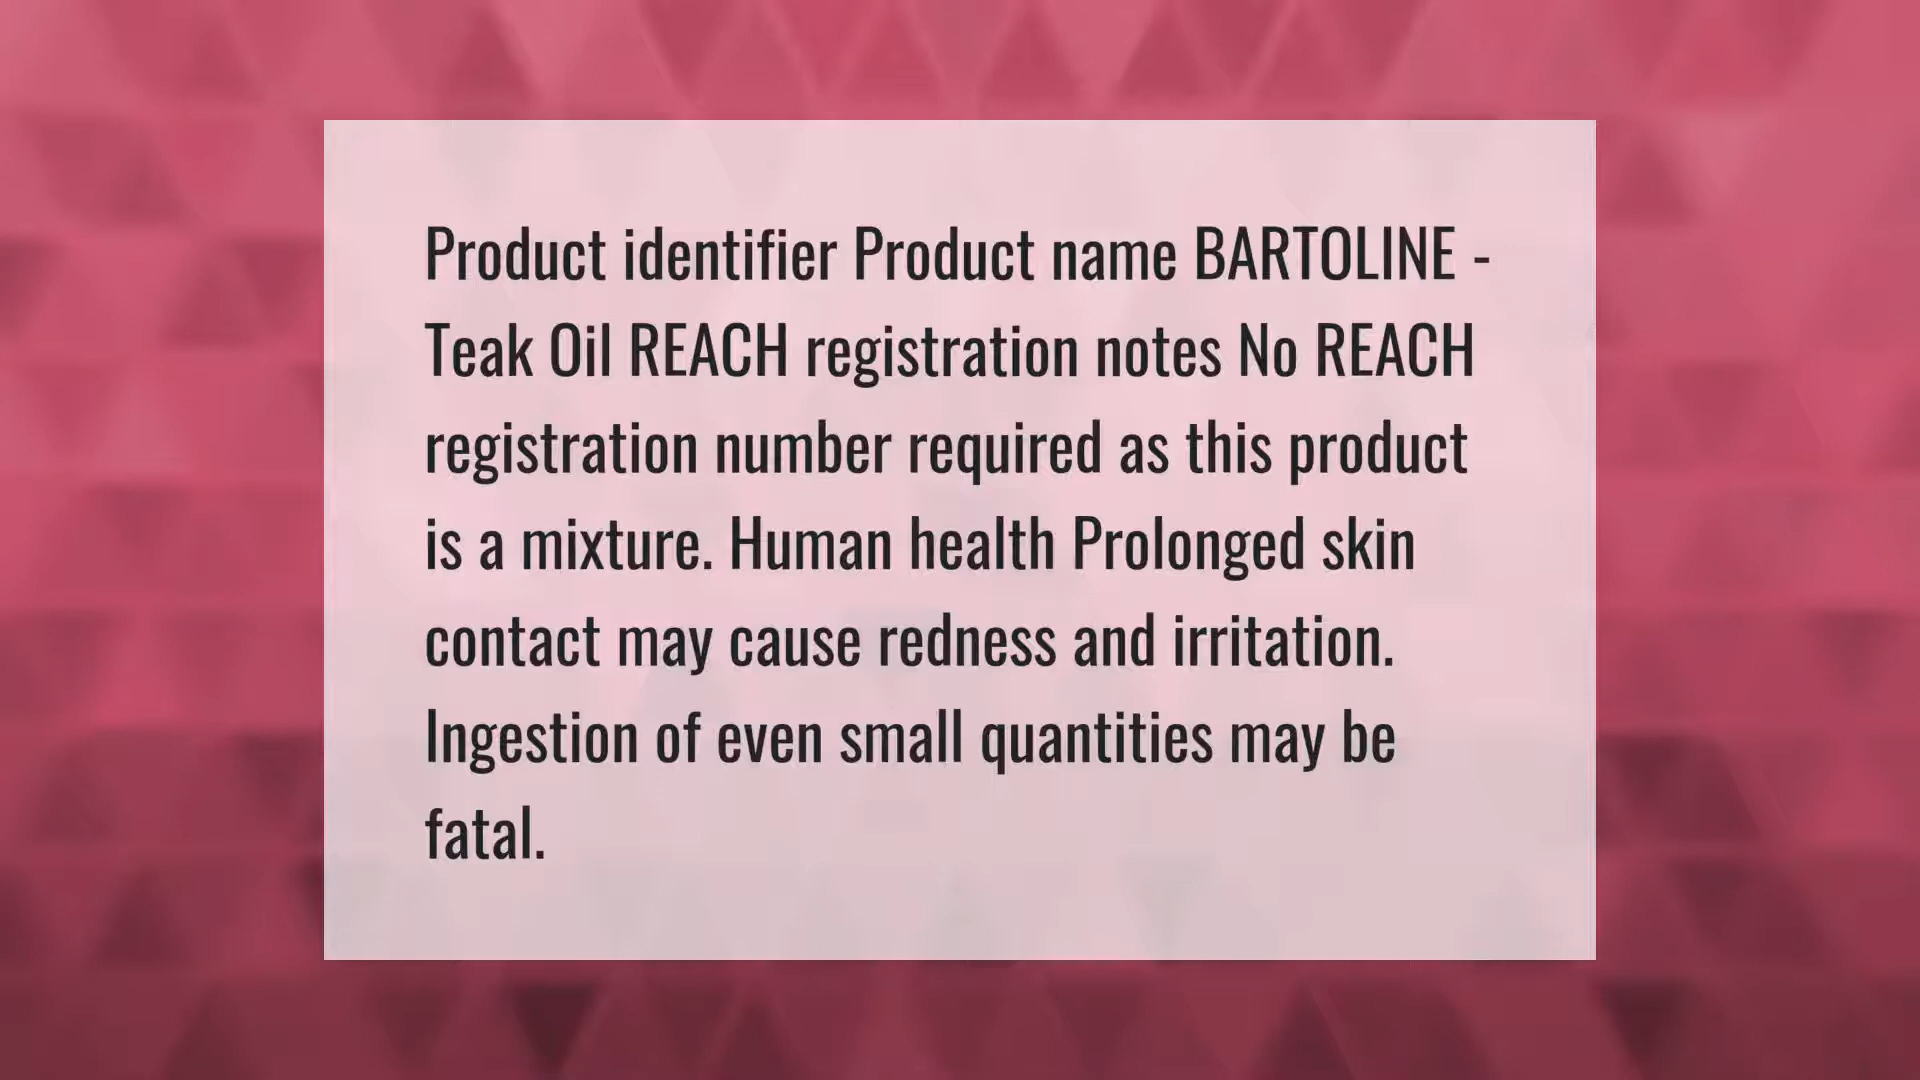 Product identifier Product name BARTOLINE -
Teak Oil REACH registration notes No REACH
registration number required as this product
is a mixture. Human health Prolonged skin
contact may cause redness and irritation.
Ingestion of even small quantities may be
fatal.